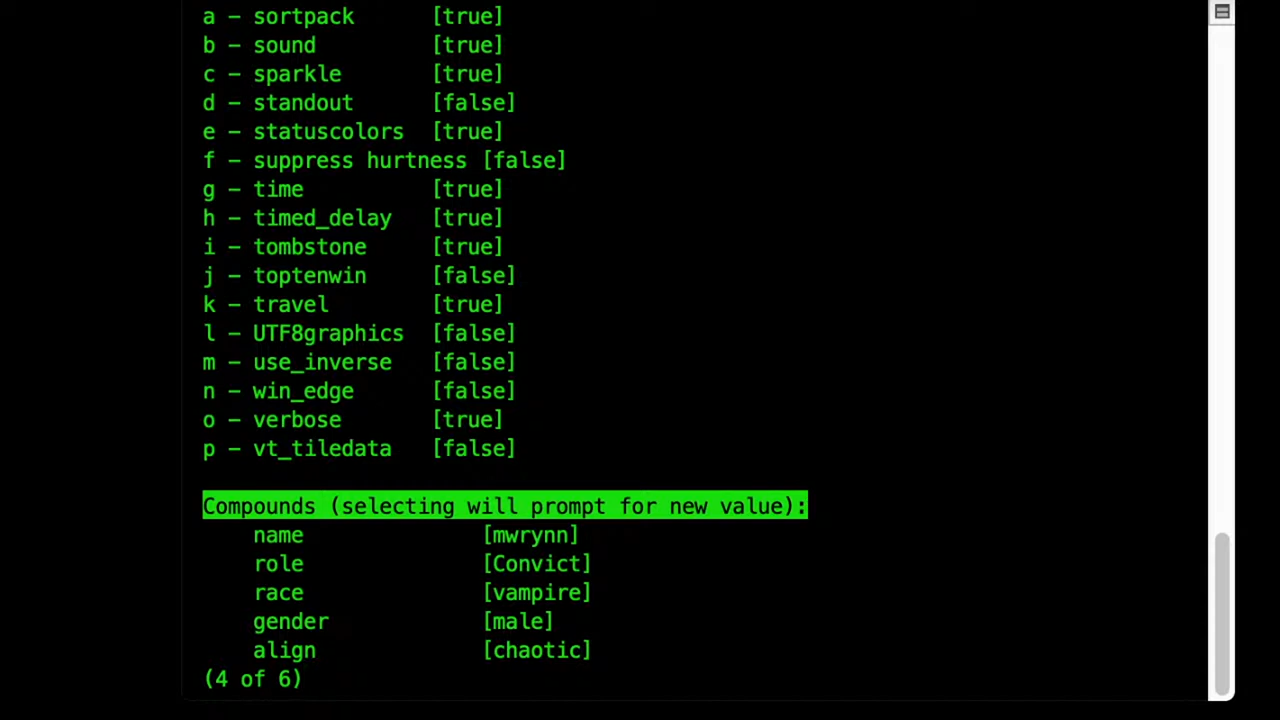 a - sortpack [true]
b - sound [true]
c - sparkle [true]
d - standout [false]
e - statuscolors [true]
f - suppress hurtness [false]
g - time [true]
h - timed_delay [true]
i - tombstone [true]
j - toptenwin [false]
k - travel [true]
l - UTF8graphics [false]
m - use_inverse [false]
n - win_edge [false]
o - verbose [true]
p - vt_tiledata [false]
Compounds (selecting will prompt for new value):
name [mwrynn]
role [Convict]
race [vampire]
gender [male]
align [chaotic]
(4 of 6)